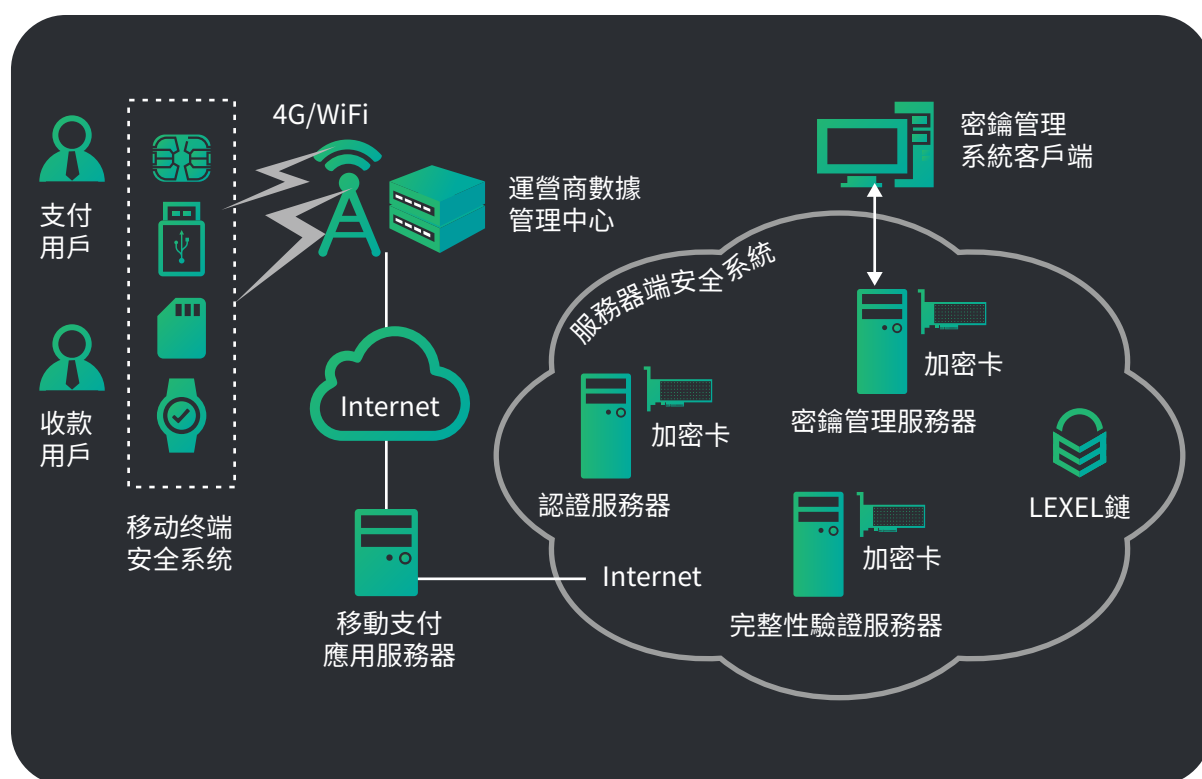 4G/WiFi
支付
用戶
收款
用戶
移动终端
安全系统
運營商數據
管理中心
Internet
移動支付
應用服務器
Internet
密鑰管理
系統客戶端
服務器端安全系統
加密卡
密鑰管理服務器
加密卡
認證服務器
加密卡
完整性驗證服務器
LEXEL鏈